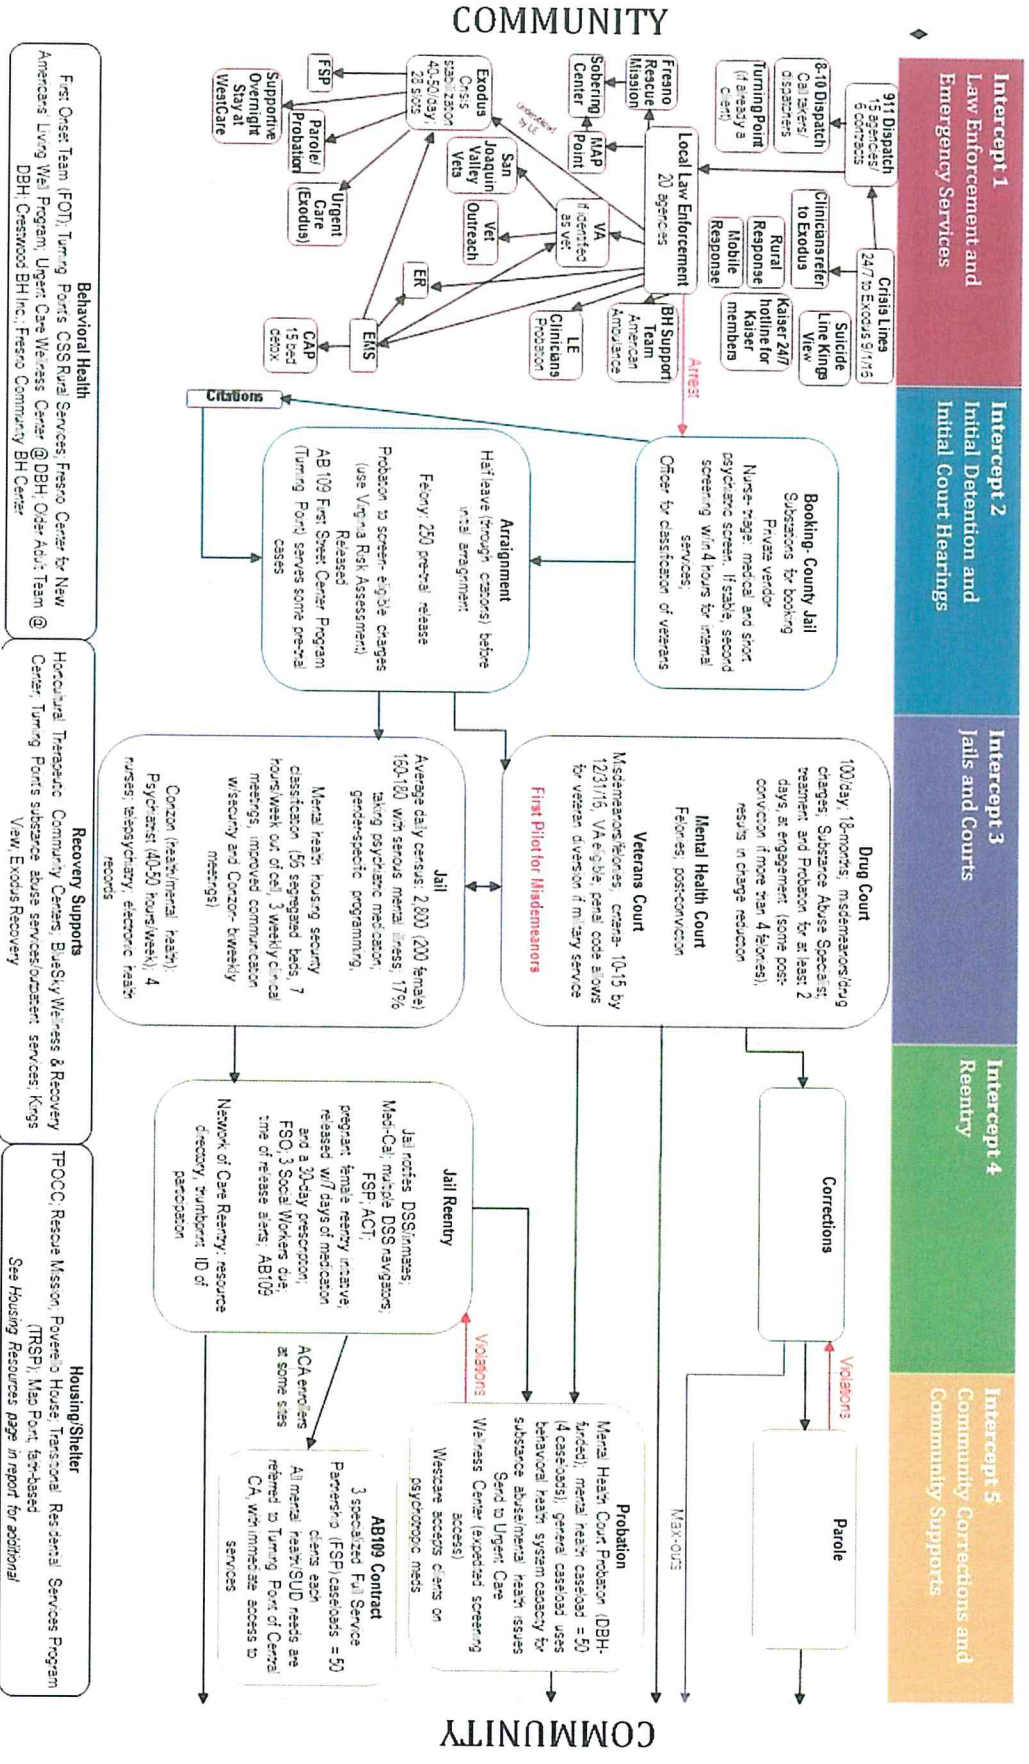 COMMUNITY
Intercept 1
Law Enforcement and
Emergency Services
Intercept 2
Initial Detention and
Initial Court Hearings
Intercept 3
Jails and Courts
Intercept 4
Reentry
Intercept 5
Community Corrections and
Community Supports
911 Dispatch
15 agencies/
6 contracts
Crisis Lines
24/7 to Exodus 9/1/16
8-10 Dispatch
Call takers/
dispatchers
Clinicians refer
to Exodus
Suicide
Line Kings
View
Turning Point
(if already a
client)
Rural
Response
Kaiser 24/7
hotline for
Kaiser
members
Mobile
Response
Fresno
Rescue
Mission
Local Law Enforcement
20 agencies
BH Support
Team
American
Ambulance
Sobering
Center
MAP
Point
LE
Clinicians
Probation
by LE
San
Joaquin
Valley
Vets
VA
If identified
as vet
Vet
Outreach
Exodus
Crisis
stabilization
40-50/day;
28 slots
ER
EMS
FSP
Parole/
Probation
Urgent
Care
(Exodus)
Supportive
Overnight
Stay at
WestCare
CAP
15 bed
detox
Arrest
Booking- County Jail
Substations for booking
Private vendor
Nurse- triage; medical and short
psychiatric screen. If stable, second
screening w/in 4 hours for internal
services;
Officer for classification of veterans
Citations
Arraignment
Half leave (through citations) before
initial arraignment
Felony: 250 pre-trial release
Probation to screen- eligible charges
(use Virginia Risk Assessment)
Released
AB 109 First Street Center Program
(Turning Point) serves some pre-trial
cases
Drug Court
100/day; 18-months; misdemeanors/drug
charges; Substance Abuse Specialist;
treatment and Probation for at least 2
days, at engagement (some post-
conviction if more than 4 felonies);
results in charge reduction
Mental Health Court
Felonies; post-conviction
Veterans Court
Misdemeanors/felonies; criteria- 10-15 by
12/31/16, VA eligible; penal code allows
for veteran diversion if military service
First Pilot for Misdemeanors
Jail
Average daily census: 2,800 (200 female)
160-180 with serious mental illness; 17%
taking psychiatric medication;
gender-specific programming;
Mental health housing security
classification (56 segregated beds; 7
hours/week out of cell, 3 weekly clinical
meetings; improved communication
w/security and Corizon- bi-weekly
meetings)
Corizon (health/mental health):
Psychiatrist (40-50 hours/week); 4
nurses; telepsychiatry; electronic health
records
Corrections
Jail Reentry
Jail notifies DSS/inmates;
Medi-Cal; multiple DSS navigators;
FSP; ACT;
pregnant female reentry initiative;
released w/7 days of medication
and a 30-day prescription;
FSO; 3 Social Workers due;
time of release alerts; AB109
Network of Care Reentry: resource
directory; thumbprint ID of
participation
Violations
Parole
Max-outs
Probation
Mental Health Court Probation (DBH-
funded); mental health caseload = 50
(4 caseloads); general caseload uses
behavioral health system capacity for
substance abuse/mental health issues
Send to Urgent Care
Wellness Center (expedited screening
access)
Westcare accepts clients on
psychotropic meds
Violations
ACA enrollers
at some sites
AB109 Contract
3 specialized Full Service
Partnership (FSP) caseloads = 50
clients each
All mental health/SUD needs are
referred to Turning Point of Central
CA, with immediate access to
services
COMMUNITY
Behavioral Health
First Onset Team (FOT); Turning Point's CSS Rural Services; Fresno Center for New
Americans' Living Well Program; Urgent Care Wellness Center @ DBH; Older Adult Team @
DBH; Crestwood BH Inc.; Fresno Community BH Center
Recovery Supports
Horticultural Therapeutic Community Centers; BlueSky Wellness & Recovery
Center; Turning Point's substance abuse services/outpatient services; Kings
View; Exodus Recovery
Housing/Shelter
TPOCC; Rescue Mission; Poverello House; Transitional Residential Services Program
(TRSP); Map Point; faith-based
See Housing Resources page in report for additional